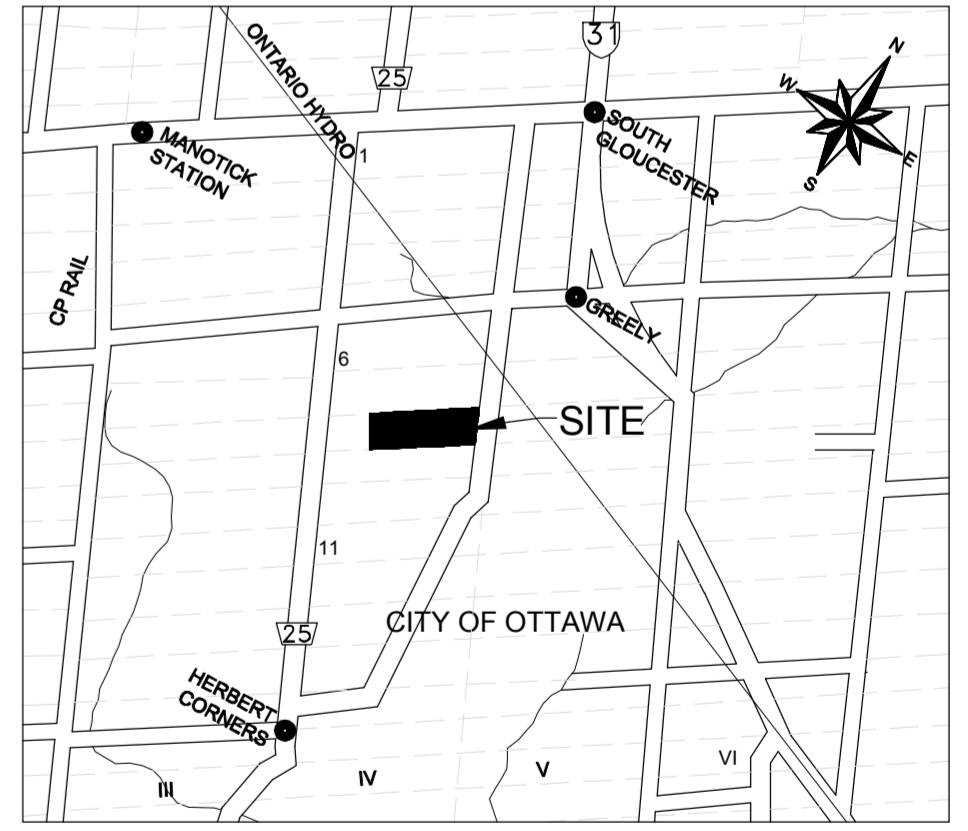 31
25
ONTARIO HYDRO
N
W
E
S
MANOTICK
STATION
1
SOUTH
GLOUCESTER
CP RAIL
GREELY
6
SITE
11
25
CITY OF OTTAWA
HERBERT
CORNERS
III
IV
V
VI